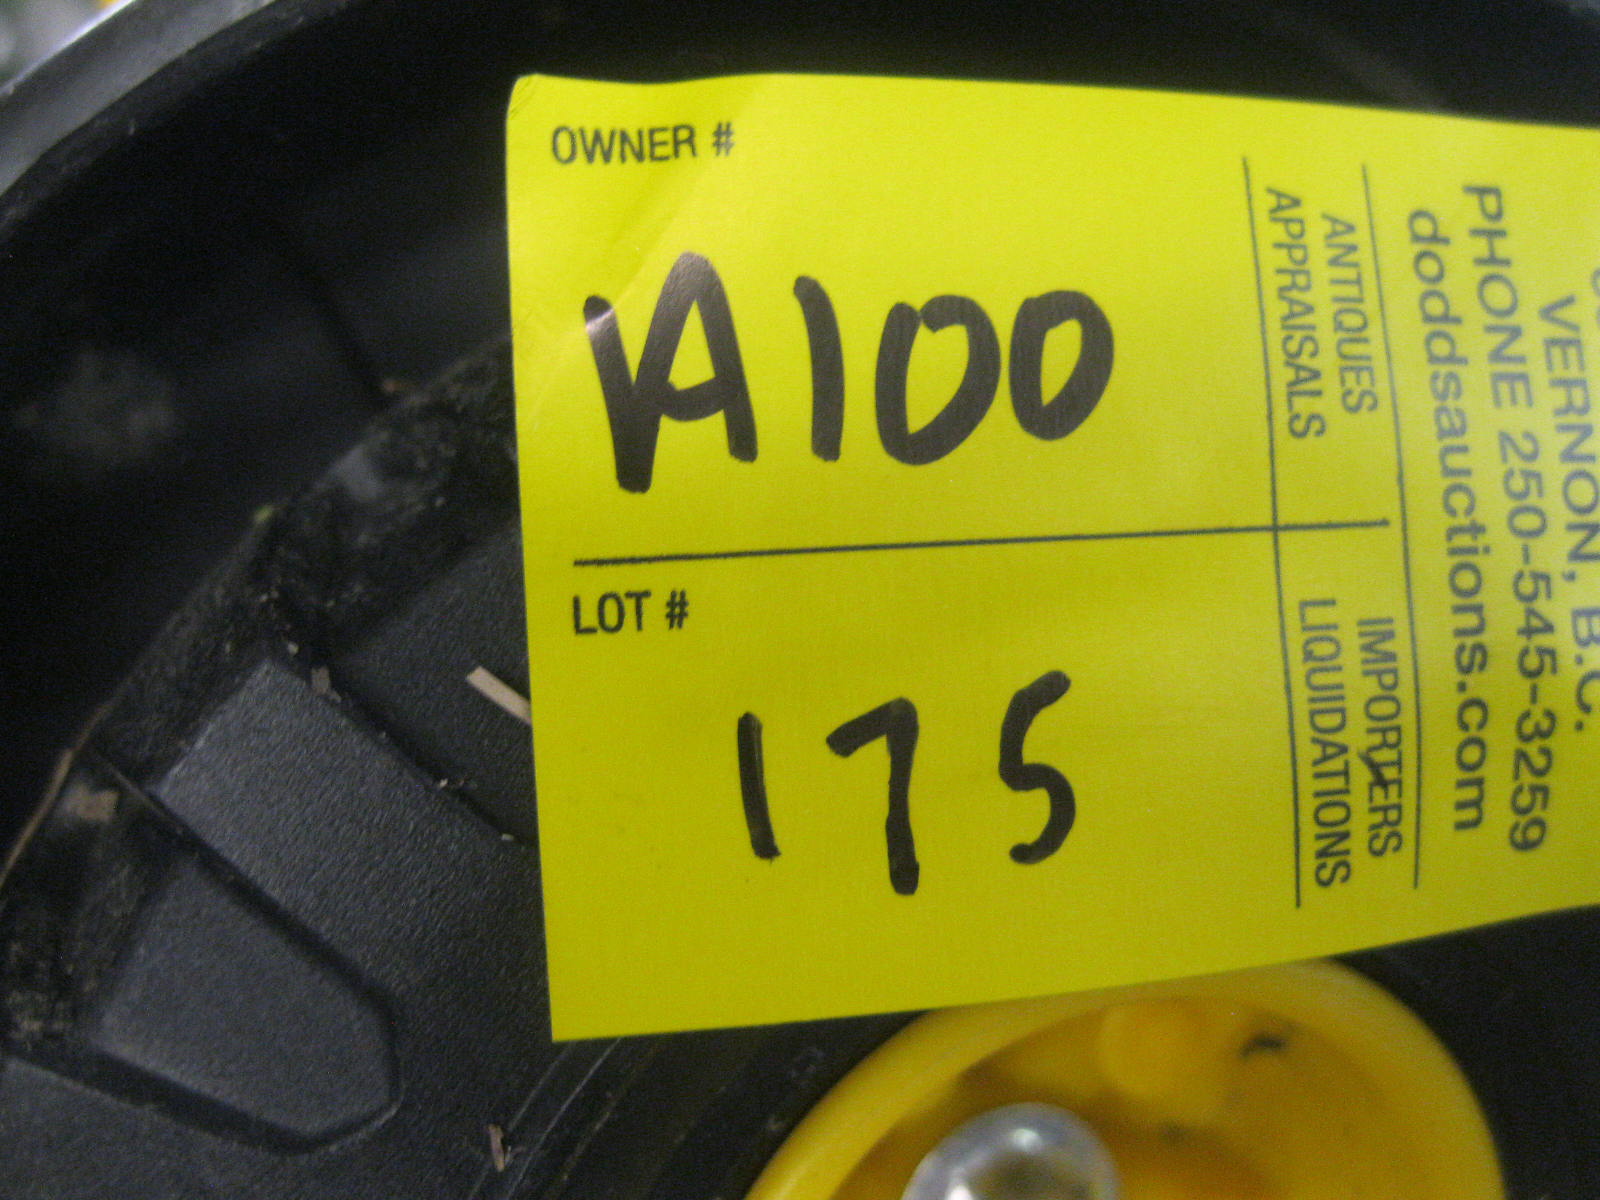 OWNER #
A100
LOT #
175
ANTIQUES
APPRAISALS
IMPORTERS
LIQUIDATIONS
VERNON, B.C.
PHONE 250-545-3259
doddsauctions.com